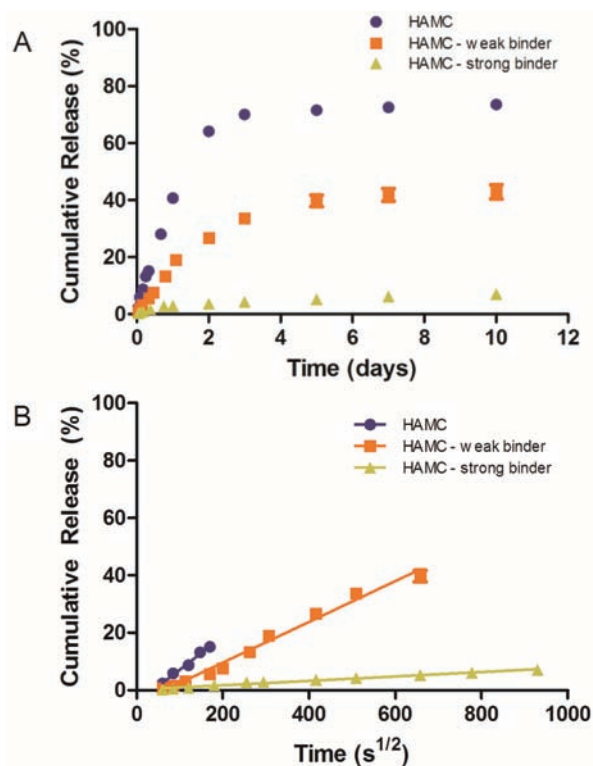 A
HAMC
HAMC - weak binder
HAMC - strong binder
Cumulative Release (%)
100
80
60
40
20
0
0 2 4 6 8 10 12
Time (days)
B
HAMC
HAMC - weak binder
HAMC - strong binder
Cumulative Release (%)
100
80
60
40
20
0
0 200 400 600 800 1000
Time (s^{1/2})